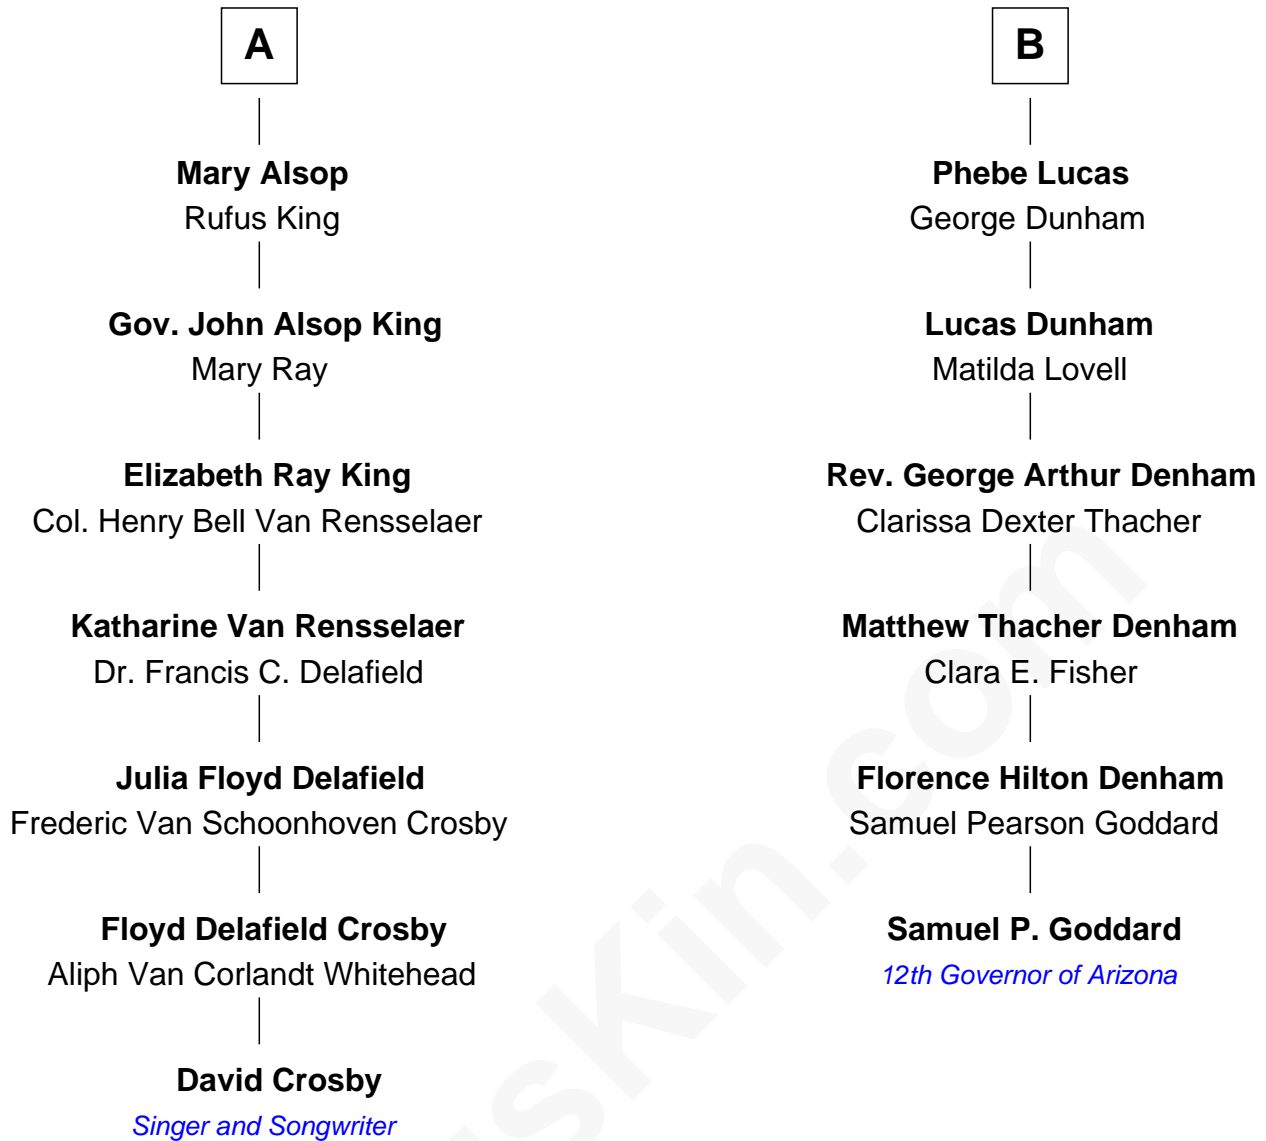 A
Mary Alsop
Rufus King
Gov. John Alsop King
Mary Ray
Elizabeth Ray King
Col. Henry Bell Van Rensselaer
Katharine Van Rensselaer
Dr. Francis C. Delafield
Julia Floyd Delafield
Frederic Van Schoonhoven Crosby
Floyd Delafield Crosby
Aliph Van Corlandt Whitehead
David Crosby
Singer and Songwriter
B
Phebe Lucas
George Dunham
Lucas Dunham
Matilda Lovell
Rev. George Arthur Denham
Clarissa Dexter Thacher
Matthew Thacher Denham
Clara E. Fisher
Florence Hilton Denham
Samuel Pearson Goddard
Samuel P. Goddard
12th Governor of Arizona
sKin.com